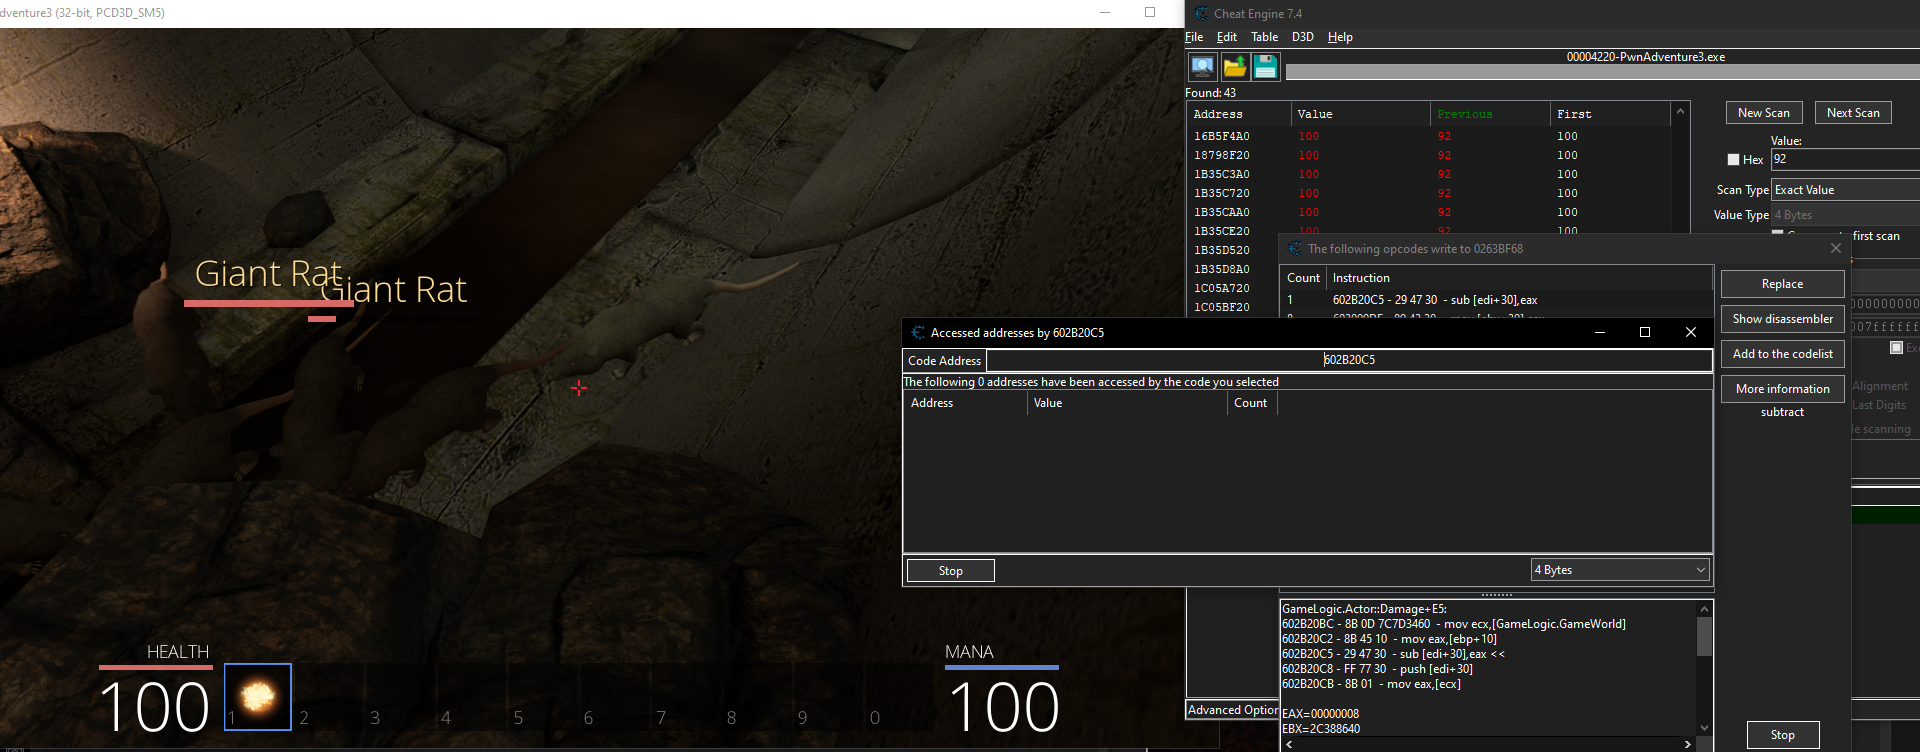 dventure3 (32-bit, PCD3D_SM5)
Giant Rat
Giant Rat
HEALTH
100
1 2 3 4 5 6 7 8 9 0
MANA
100
Cheat Engine 7.4
File Edit Table D3D Help
00004220-PwnAdventure3.exe
Found: 43
Address Value Previous First
16B5F4A0 100 92 100
18798F20 100 92 100
1B35C3A0 100 92 100
1B35C720 100 92 100
1B35CAA0 100 92 100
1B35CE20 100 92 100
1B35D520
1B35D8A0
1C05A720
1C05BF20
New Scan Next Scan
Value:
Hex 92
Scan Type Exact Value
Value Type 4 Bytes
first scan
The following opcodes write to 0263BF68
Count Instruction
1 602B20C5 - 29 47 30 - sub [edi+30],eax
Replace
Show disassembler
Add to the codelist
More information
subtract
Alignment
Last Digits
le scanning
Accessed addresses by 602B20C5
Code Address 602B20C5
The following 0 addresses have been accessed by the code you selected
Address Value Count
Stop 4 Bytes
GameLogic.Actor::Damage+E5:
602B20BC - 8B 0D 7C7D3460 - mov ecx,[GameLogic.GameWorld]
602B20C2 - 8B 45 10 - mov eax,[ebp+10]
602B20C5 - 29 47 30 - sub [edi+30],eax <<
602B20C8 - FF 77 30 - push [edi+30]
602B20CB - 8B 01 - mov eax,[ecx]
EAX=00000008
EBX=2C388640
Advanced Option
Stop